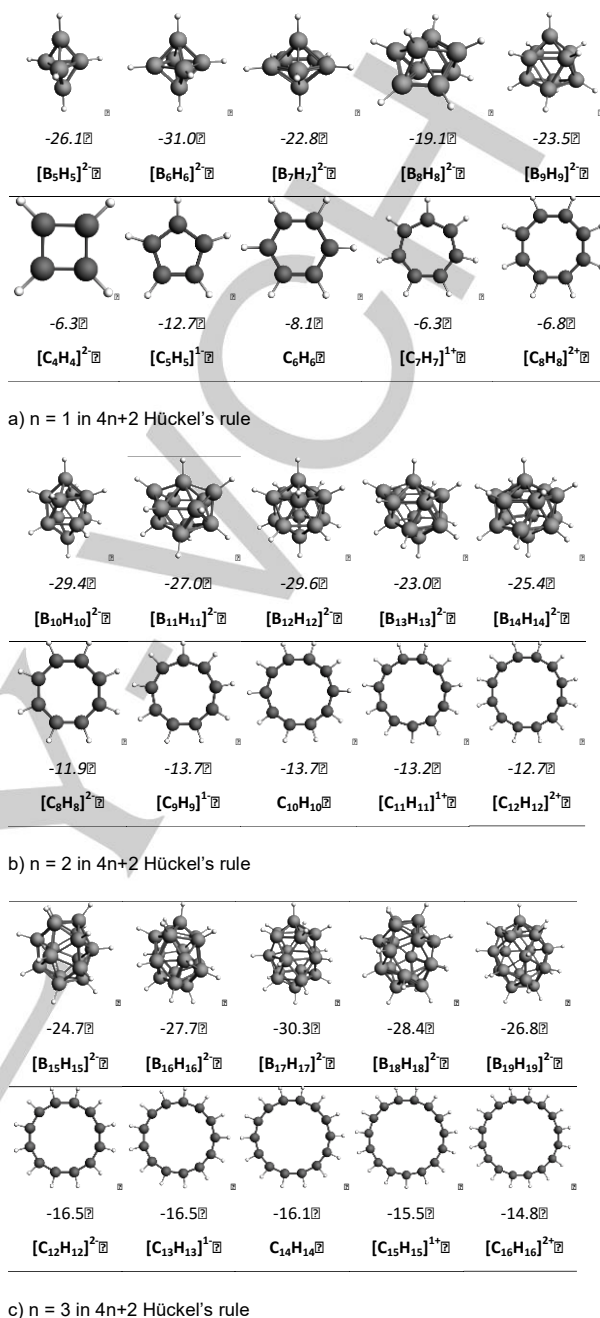 -26.1 -31.0 -22.8 -19.1 -23.5
[B5H5]2- [B6H6]2- [B7H7]2- [B8H8]2- [B9H9]2-
-6.3 -12.7 -8.1 -6.3 -6.8
[C4H4]2- [C5H5]1- C6H6 [C7H7]1+ [C8H8]2+
a) n = 1 in 4n+2 Hückel's rule
-29.4 -27.0 -29.6 -23.0 -25.4
[B10H10]2- [B11H11]2- [B12H12]2- [B13H13]2- [B14H14]2-
-11.9 -13.7 -13.7 -13.2 -12.7
[C8H8]2- [C9H9]1- C10H10 [C11H11]1+ [C12H12]2+
b) n = 2 in 4n+2 Hückel's rule
-24.7 -27.7 -30.3 -28.4 -26.8
[B15H15]2- [B16H16]2- [B17H17]2- [B18H18]2- [B19H19]2-
-16.5 -16.5 -16.1 -15.5 -14.8
[C12H12]2- [C13H13]1- C14H14 [C15H15]1+ [C16H16]2+
c) n = 3 in 4n+2 Hückel's rule